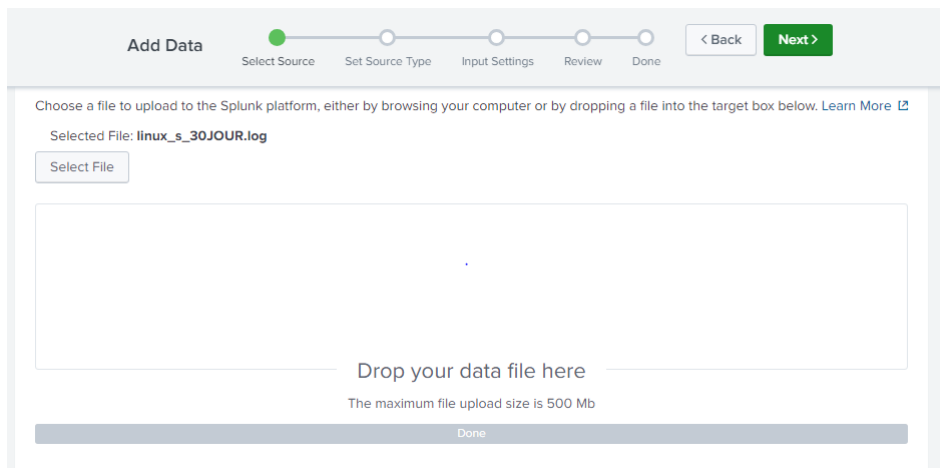 Add Data
Select Source
Set Source Type
Input Settings
Review
Done
< Back
Next >
Choose a file to upload to the Splunk platform, either by browsing your computer or by dropping a file into the target box below. Learn More
Selected File: linux_s_30JOUR.log
Select File
Drop your data file here
The maximum file upload size is 500 Mb
Done